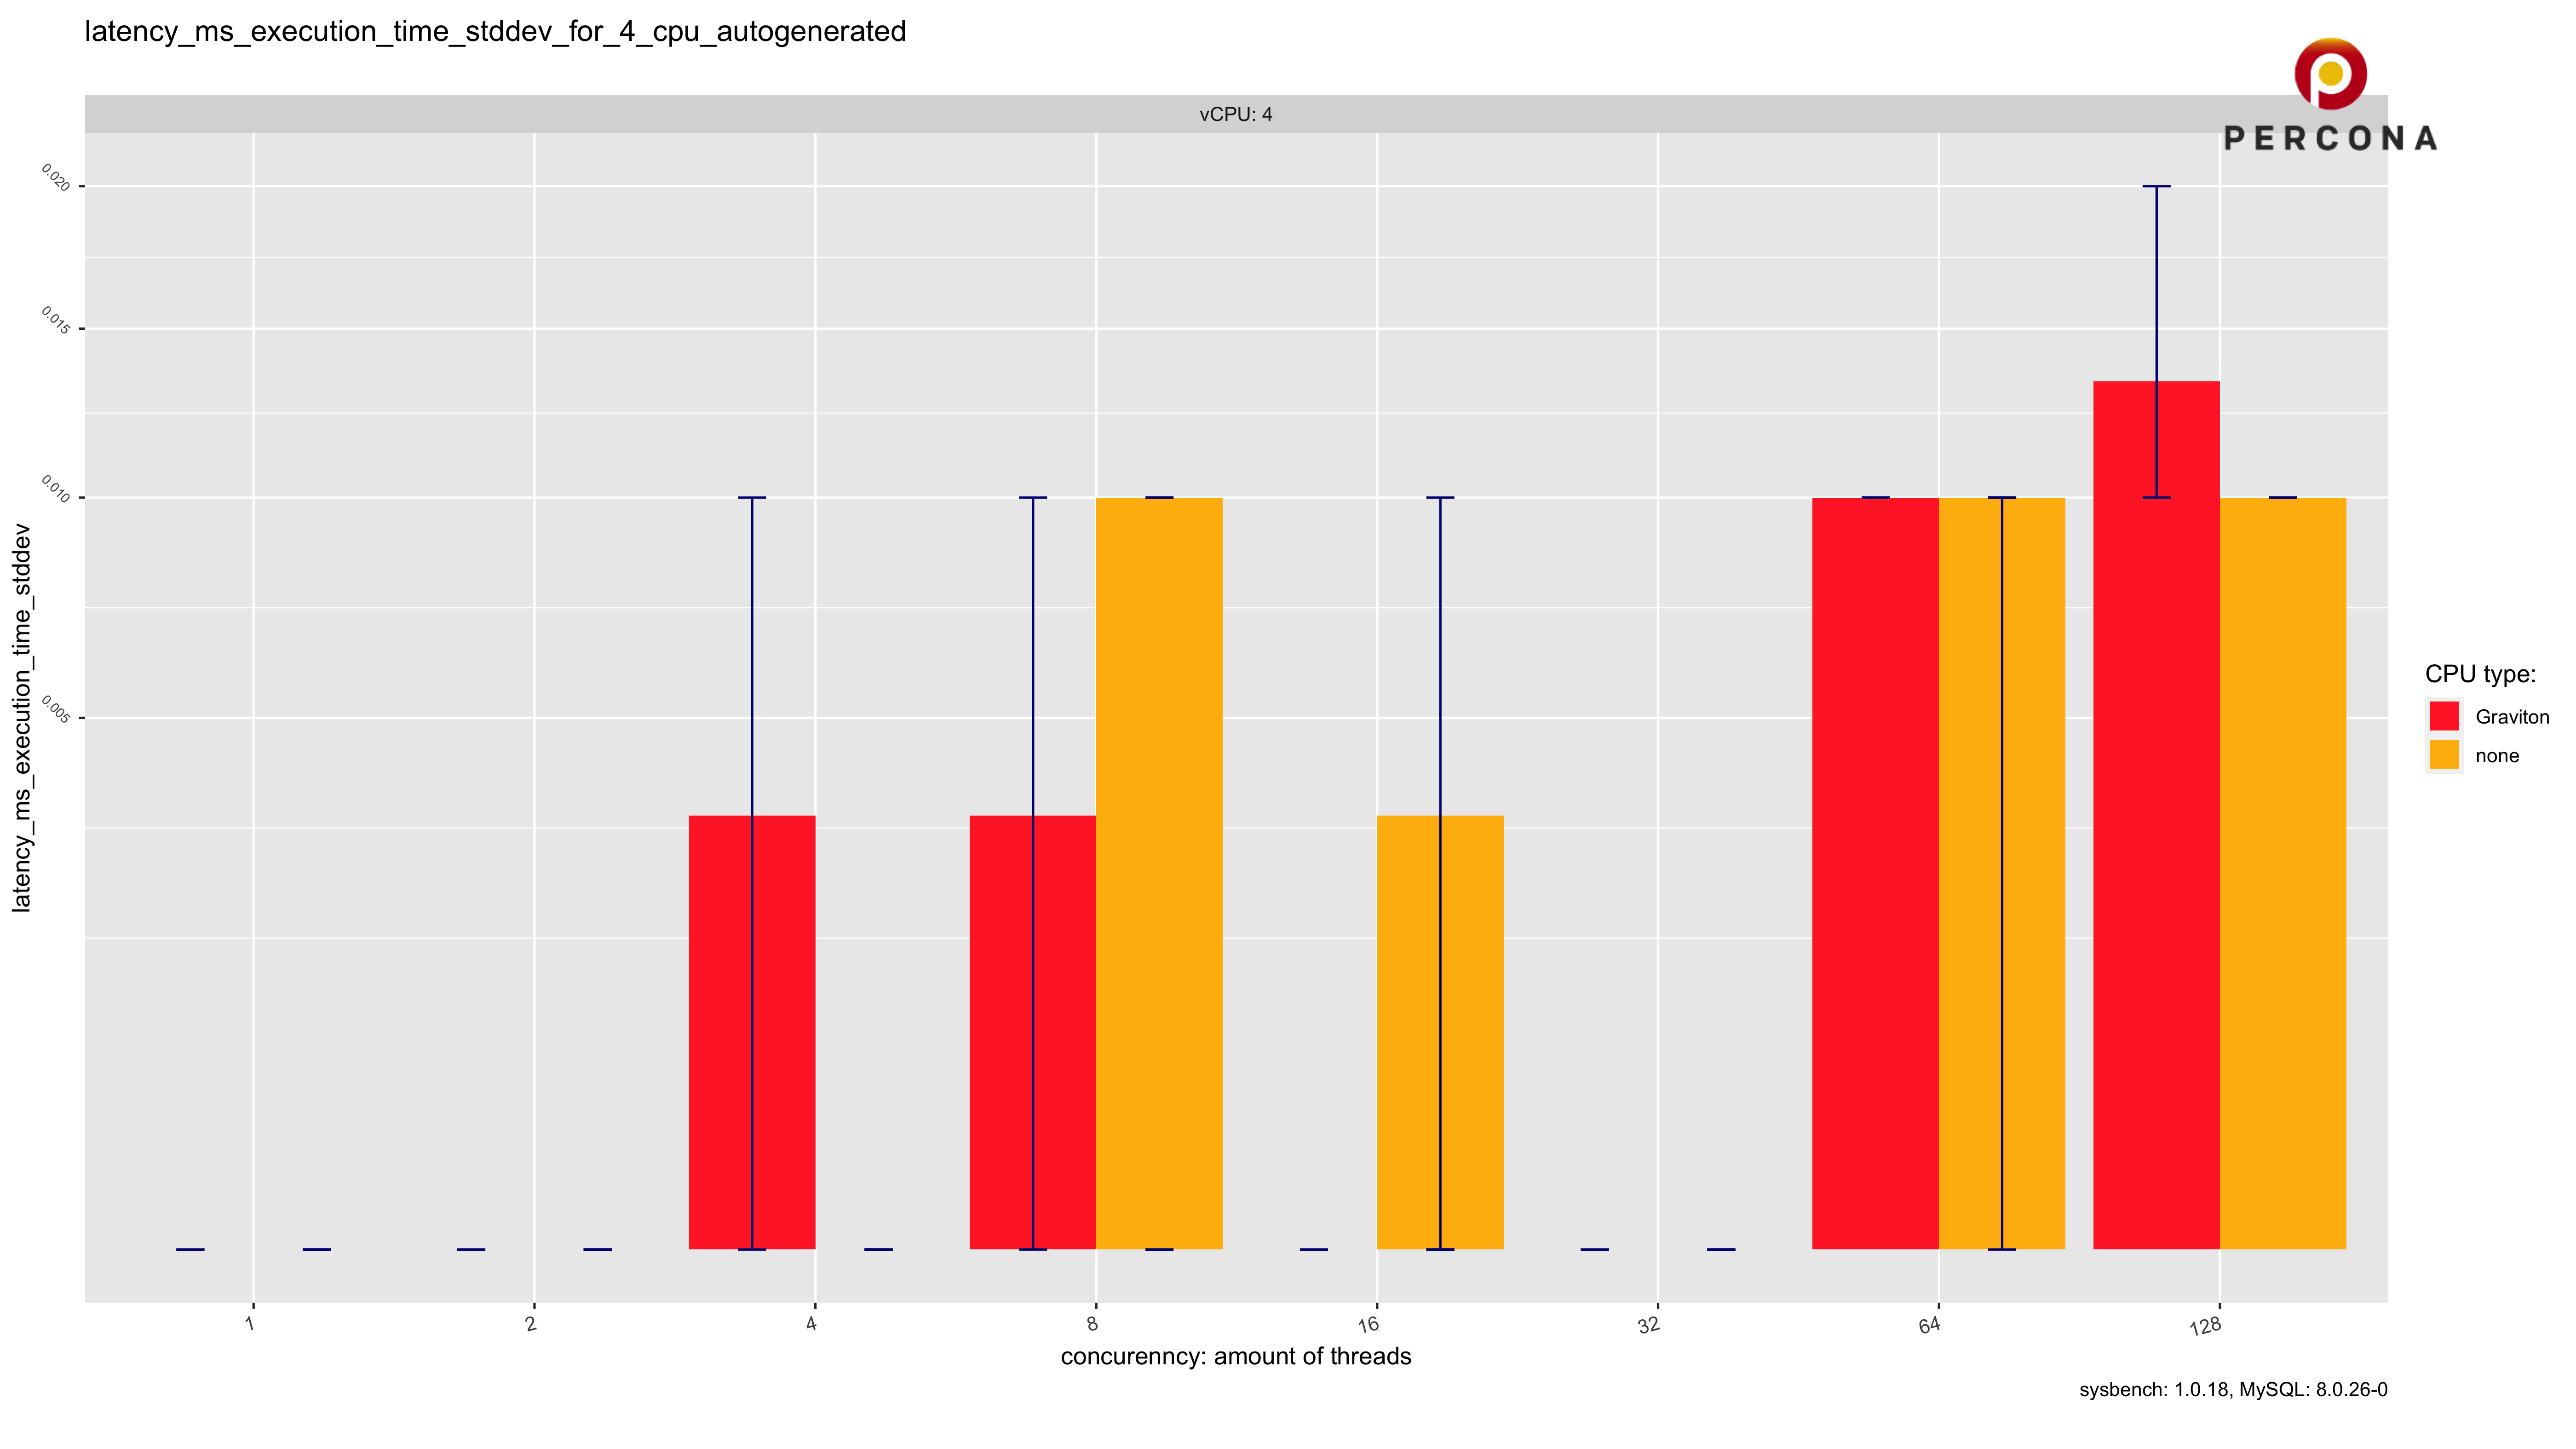 latency_ms_execution_time_stddev_for_4_cpu_autogenerated
PERCONA
vCPU: 4
0.020
0.015
0.010
0.005
latency_ms_execution_time_stddev
CPU type:
Graviton
none
1
2
4
8
16
32
64
128
concurenncy: amount of threads
sysbench: 1.0.18, MySQL: 8.0.26-0